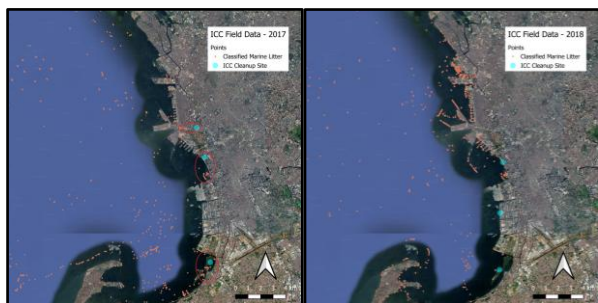 ICC Field Data - 2017
Points
Classified Marine Litter
ICC Cleanup Site
ICC Field Data - 2018
Points
Classified Marine Litter
ICC Cleanup Site